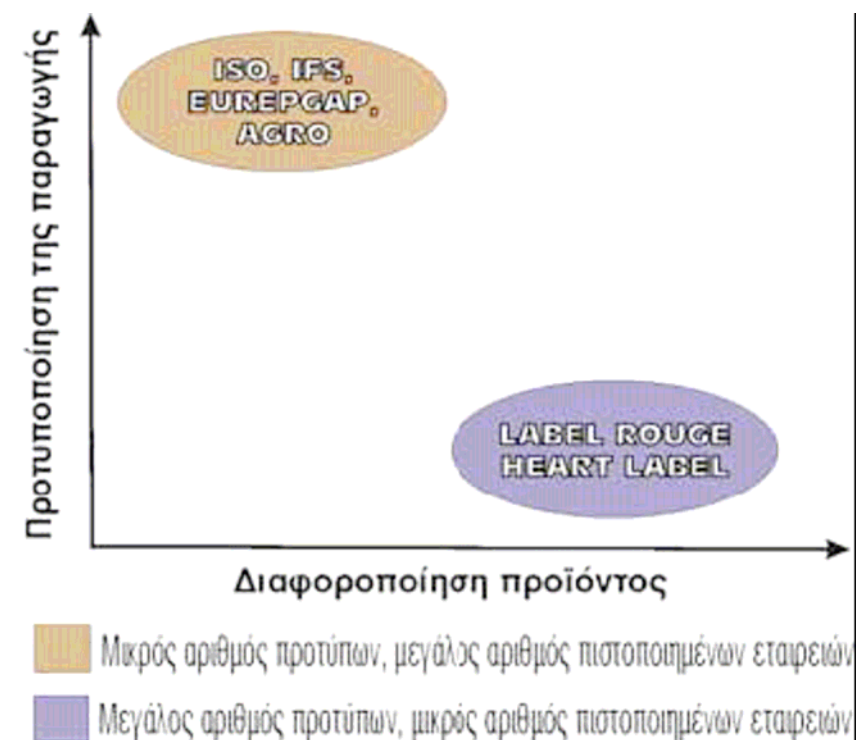 Προτυποποίηση της παραγωγής
ISO, IFS,
EUREPGAP,
AGRO
LABEL ROUGE
HEART LABEL
Διαφοροποίηση προϊόντος
Μικρός αριθμός προτύπων, μεγάλος αριθμός πιστοποιημένων εταιρειών
Μεγάλος αριθμός προτύπων, μικρός αριθμός πιστοποιημένων εταιρειών